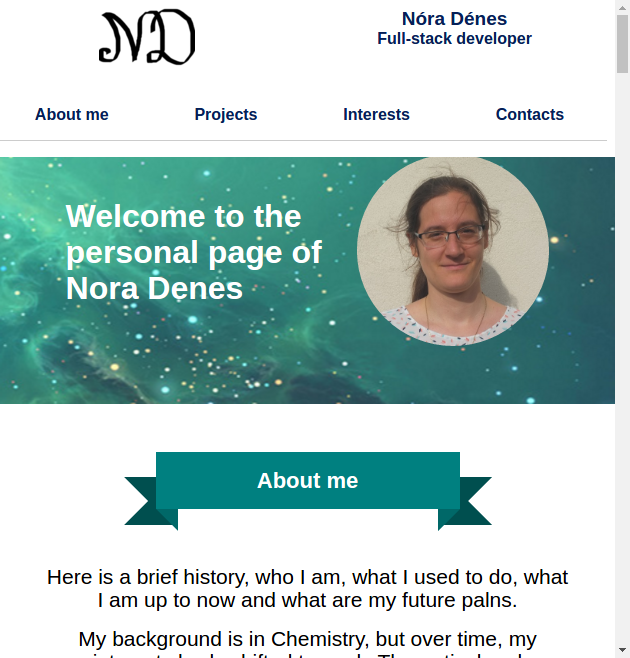 ND
Nóra Dénes
Full-stack developer
About me Projects Interests Contacts
Welcome to the
personal page of
Nora Denes
About me
Here is a brief history, who I am, what I used to do, what
I am up to now and what are my future palns.
My background is in Chemistry, but over time, my